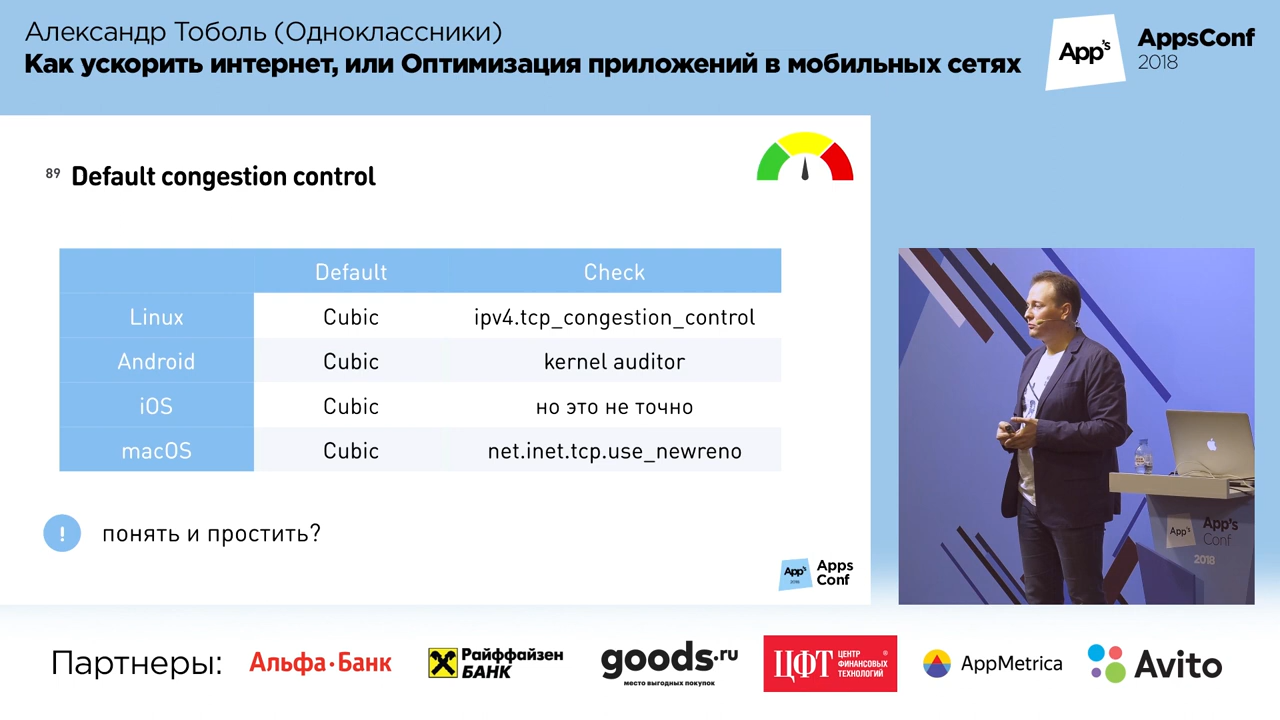 Александр Тоболь (Одноклассники)
Как ускорить интернет, или Оптимизация приложений в мобильных сетях
App's
AppsConf
2018
89 Default congestion control
Default Check
Linux Cubic ipv4.tcp_congestion_control
Android Cubic kernel auditor
iOS Cubic но это не точно
macOS Cubic net.inet.tcp.use_newreno
! понять и простить?
App's
2018
Apps
Conf
App's
App's
Conf
2018
Партнеры:
Альфа·Банк
Райффайзен
БАНК
goods.ru
место выгодных покупок
ЦФТ
ЦЕНТР
ФИНАНСОВЫХ
ТЕХНОЛОГИЙ
®
AppMetrica
Avito